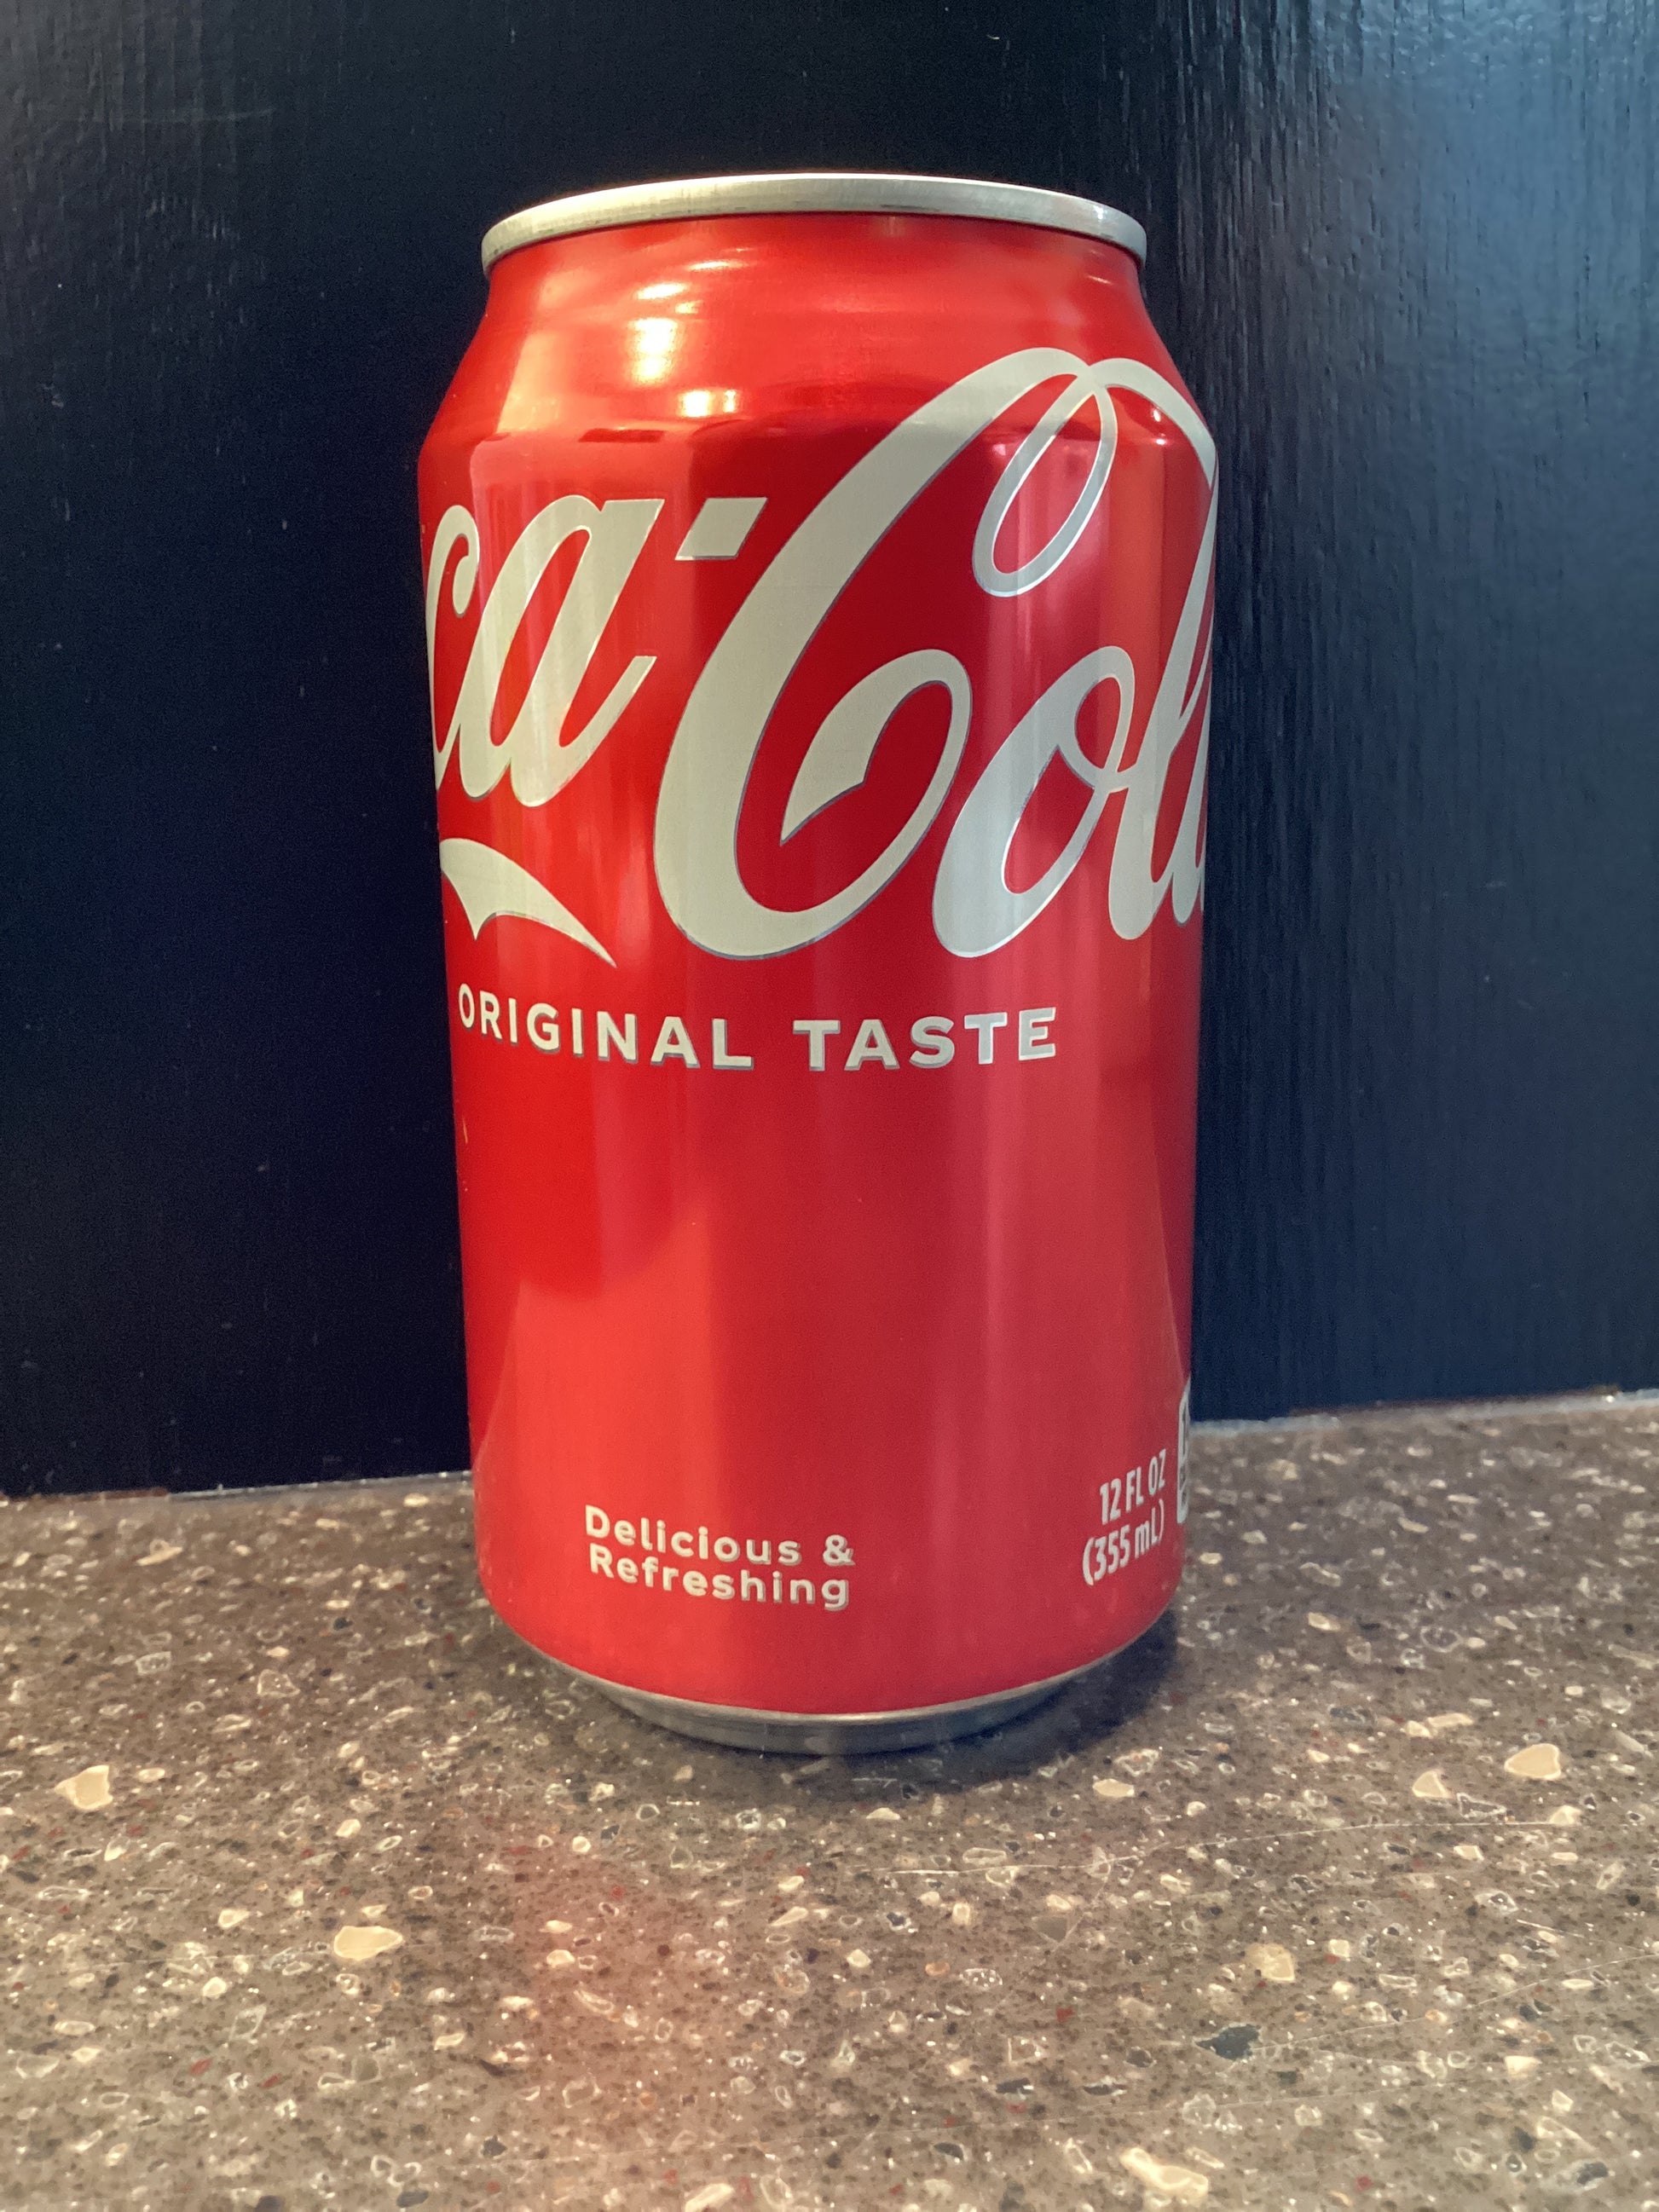 ca-Col
ORIGINAL TASTE
Delicious &
Refreshing
12 FL OZ
(355 mL)